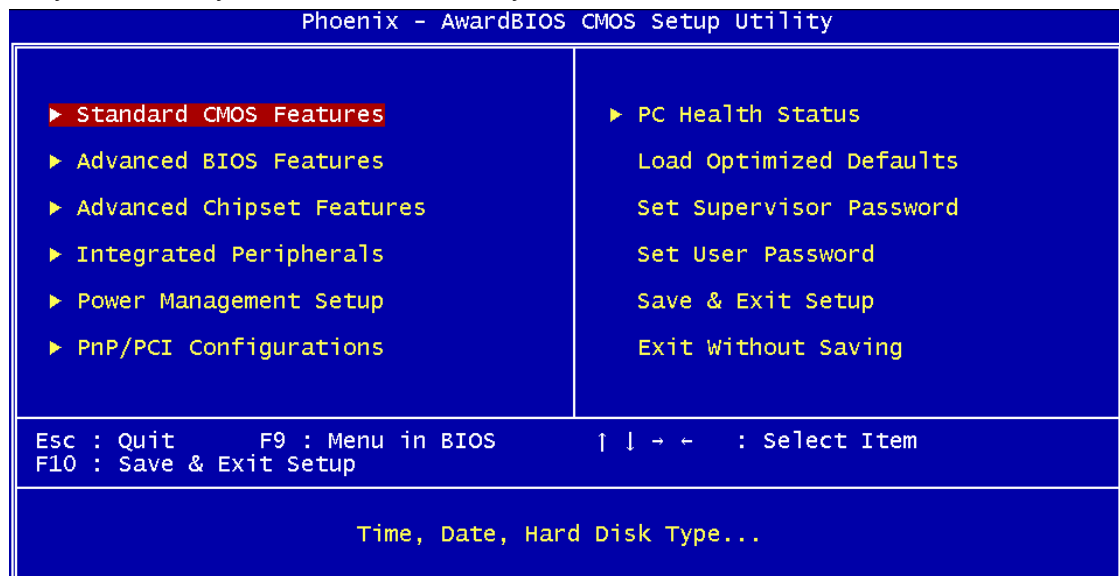 Phoenix - AwardBIOS CMOS Setup Utility
▶ Standard CMOS Features
▶ Advanced BIOS Features
▶ Advanced Chipset Features
▶ Integrated Peripherals
▶ Power Management Setup
▶ PnP/PCI Configurations
▶ PC Health Status
Load Optimized Defaults
Set Supervisor Password
Set User Password
Save & Exit Setup
Exit Without Saving
Esc : Quit F9 : Menu in BIOS ↑ ↓ → ← : Select Item
F10 : Save & Exit Setup
Time, Date, Hard Disk Type...